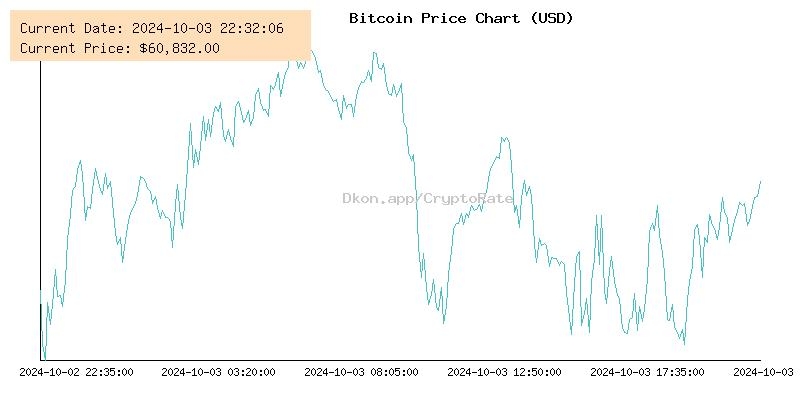 Bitcoin Price Chart (USD)
Current Date: 2024-10-03 22:32:06
Current Price: $60,832.00
Dkon.app/CryptoRate
2024-10-02 22:35:00 2024-10-03 03:20:00 2024-10-03 08:05:00 2024-10-03 12:50:00 2024-10-03 17:35:00 2024-10-03